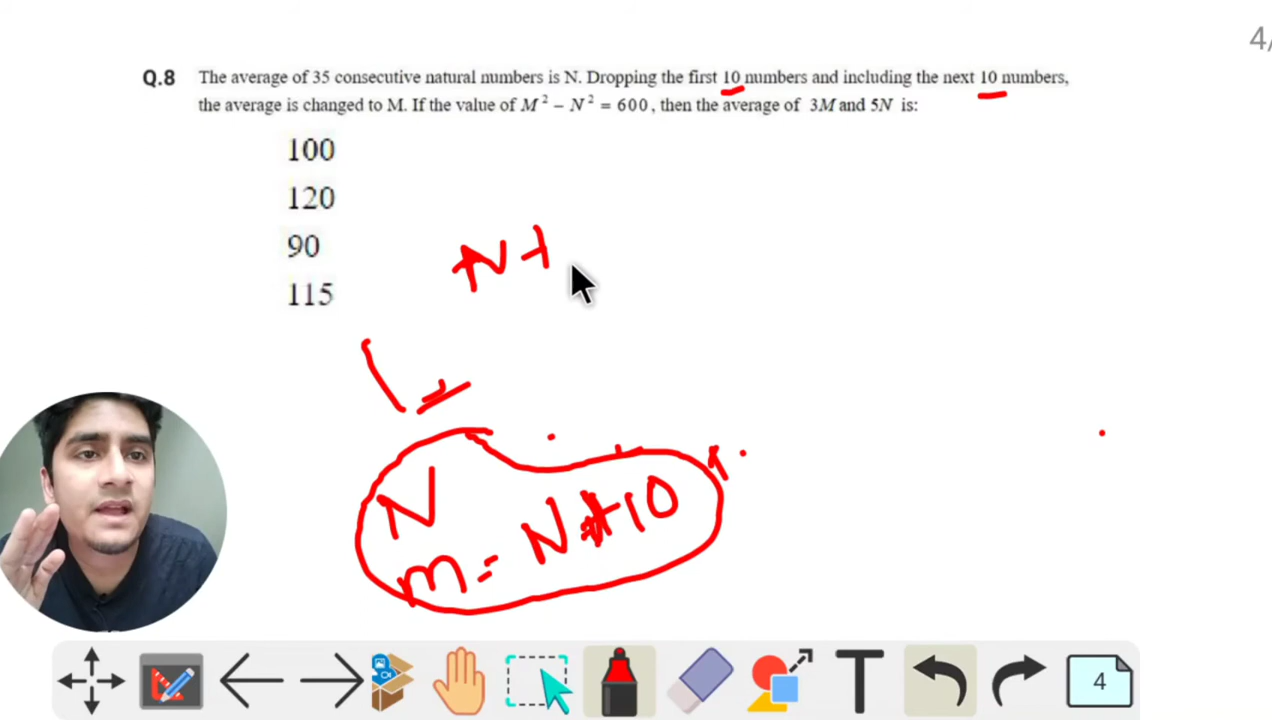 4/
Q.8 The average of 35 consecutive natural numbers is N. Dropping the first 10 numbers and including the next 10 numbers,
the average is changed to M. If the value of M² − N² = 600, then the average of 3M and 5N is:
100
120
90
115
N+
N
m = N+10
T
4